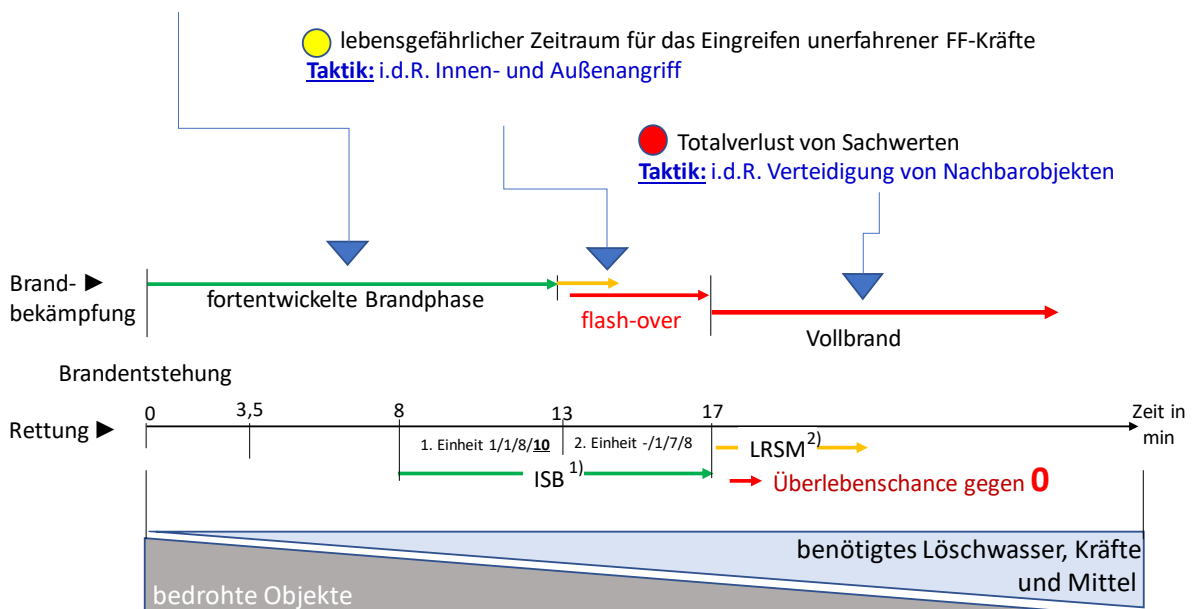 lebensgefährlicher Zeitraum für das Eingreifen unerfahrener FF-Kräfte
Taktik: i.d.R. Innen- und Außenangriff
Totalverlust von Sachwerten
Taktik: i.d.R. Verteidigung von Nachbarobjekten
Brand- ►
bekämpfung
fortentwickelte Brandphase
flash-over
Vollbrand
Brandentstehung
Rettung ►
0
3,5
8
13
17
Zeit in
min
1. Einheit 1/1/8/10
2. Einheit -/1/7/8
ISB 1)
LRSM2)
Überlebenschance gegen 0
benötigtes Löschwasser, Kräfte
und Mittel
bedrohte Objekte